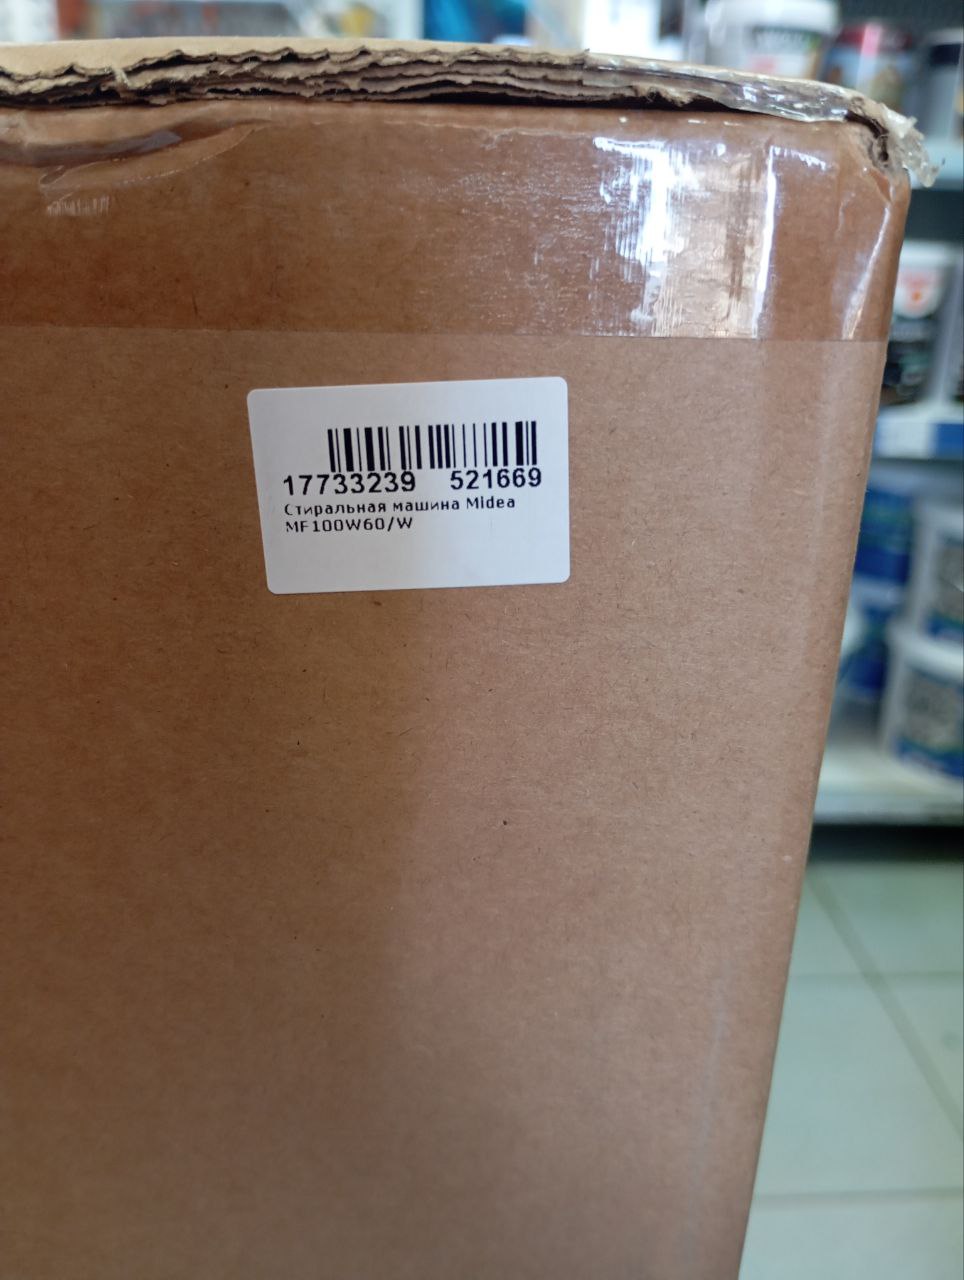 17733239 521669
Стиральная машина Midea
MF100W60/W